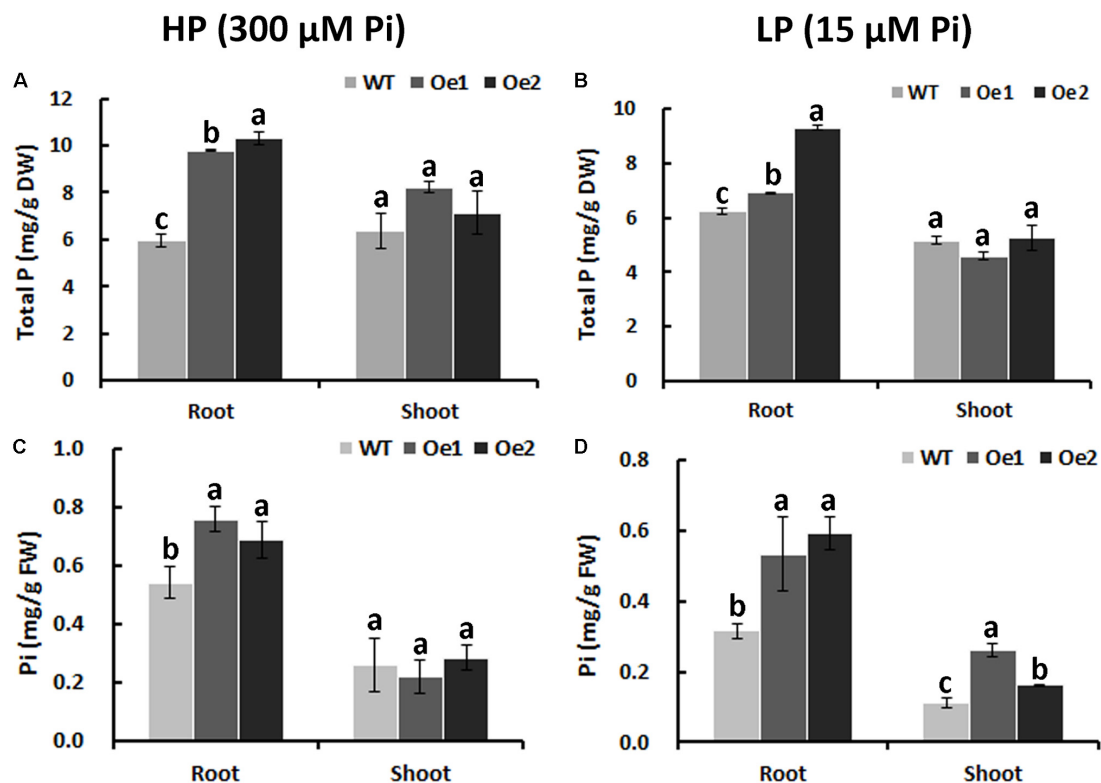 HP (300 µM Pi)
LP (15 µM Pi)
A
WT Oe1 Oe2
Total P (mg/g DW)
12
10
8
6
4
2
0
c b a
a a a
Root Shoot
B
WT Oe1 Oe2
Total P (mg/g DW)
10
8
6
4
2
0
c b a
a a a
Root Shoot
C
WT Oe1 Oe2
Pi (mg/g FW)
1.0
0.8
0.6
0.4
0.2
0.0
b a a
a a a
Root Shoot
D
WT Oe1 Oe2
Pi (mg/g FW)
0.8
0.6
0.4
0.2
0.0
b a a
c a b
Root Shoot